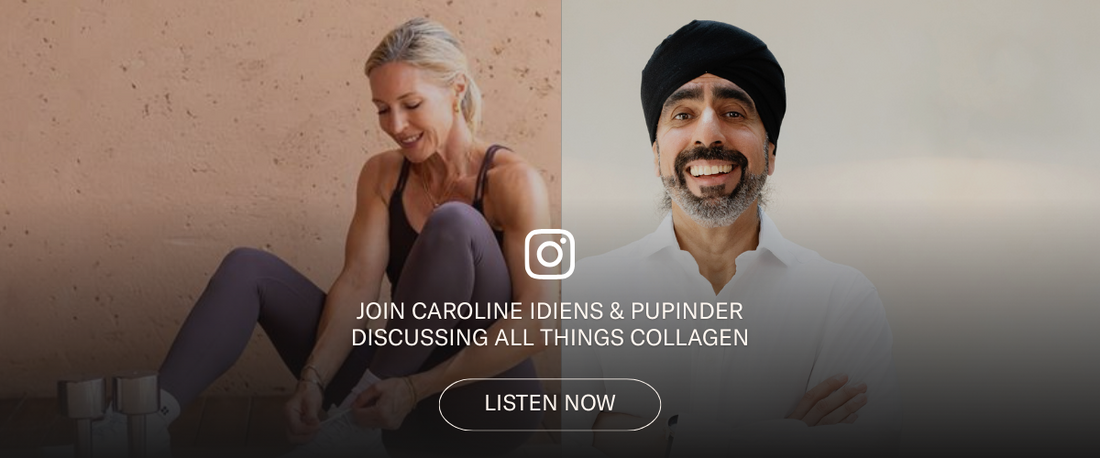 JOIN CAROLINE IDIENS & PUPINDER
DISCUSSING ALL THINGS COLLAGEN
LISTEN NOW